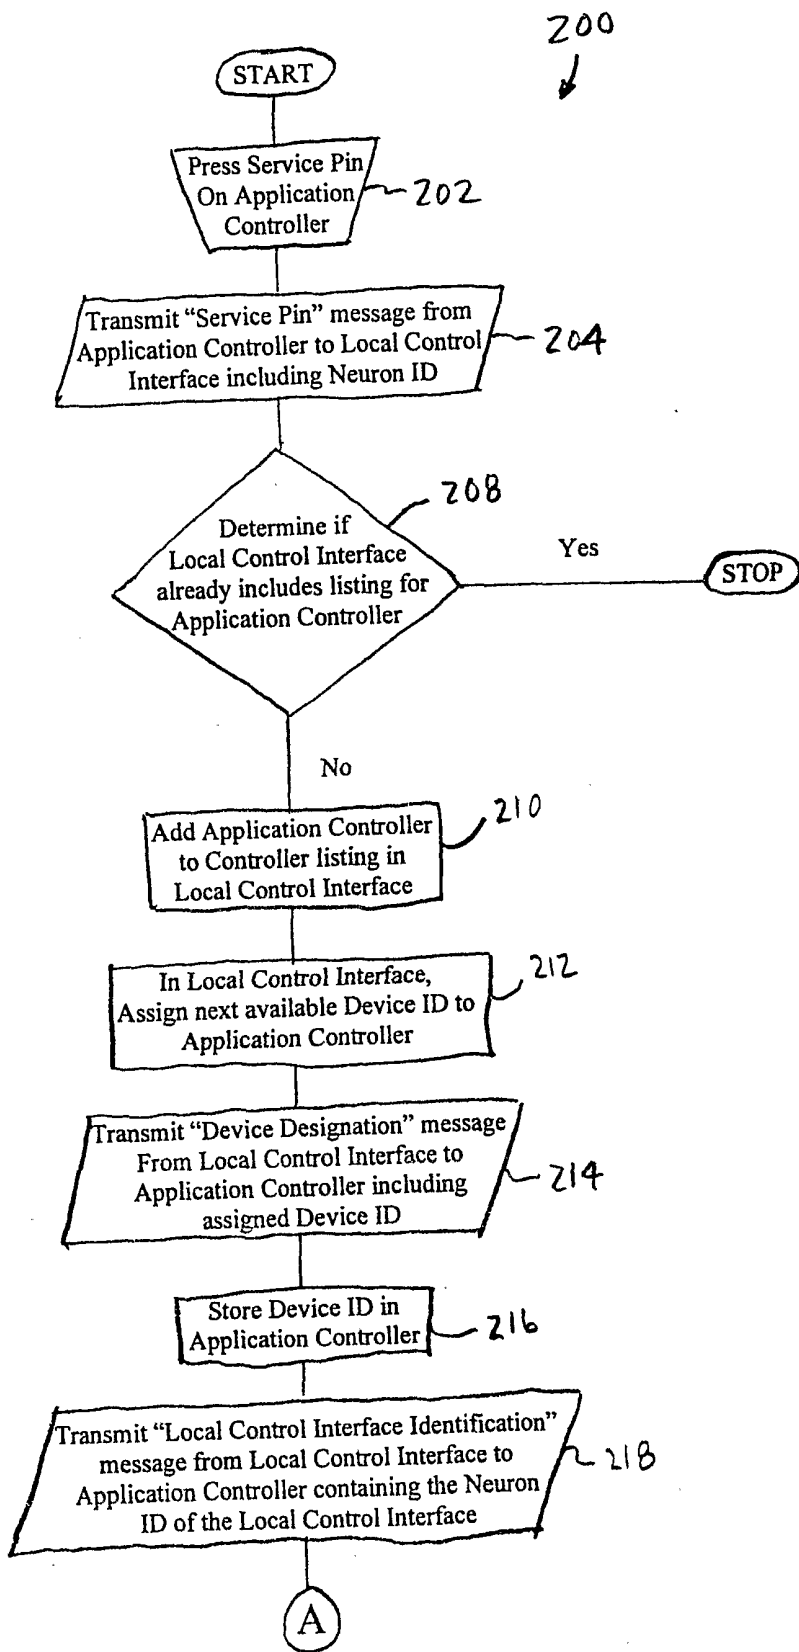 200
START
Press Service Pin
On Application
Controller
202
Transmit “Service Pin” message from
Application Controller to Local Control
Interface including Neuron ID
204
208
Determine if
Local Control Interface
already includes listing for
Application Controller
Yes
STOP
No
210
Add Application Controller
to Controller listing in
Local Control Interface
212
In Local Control Interface,
Assign next available Device ID to
Application Controller
Transmit “Device Designation” message
From Local Control Interface to
Application Controller including
assigned Device ID
214
Store Device ID in
Application Controller
216
Transmit “Local Control Interface Identification”
message from Local Control Interface to
Application Controller containing the Neuron
ID of the Local Control Interface
218
A